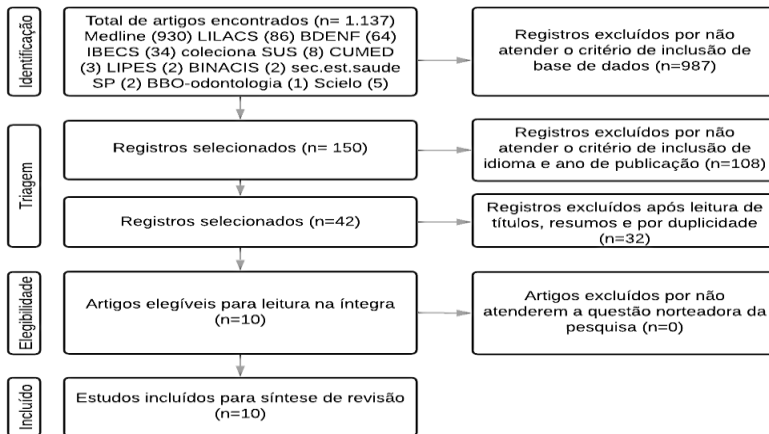 Identificação
Total de artigos encontrados (n= 1.137)
Medline (930) LILACS (86) BDENF (64)
IBECS (34) coleciona SUS (8) CUMED
(3) LIPES (2) BINACIS (2) sec.est.saude
SP (2) BBO-odontologia (1) Scielo (5)
Registros excluídos por não
atender o critério de inclusão de
base de dados (n=987)
Triagem
Registros selecionados (n= 150)
Registros excluídos por não
atender o critério de inclusão de
idioma e ano de publicação (n=108)
Registros selecionados (n=42)
Registros excluídos após leitura de
títulos, resumos e por duplicidade
(n=32)
Elegibilidade
Artigos elegíveis para leitura na íntegra
(n=10)
Artigos excluídos por não
atenderem a questão norteadora da
pesquisa (n=0)
Incluído
Estudos incluídos para síntese de revisão
(n=10)